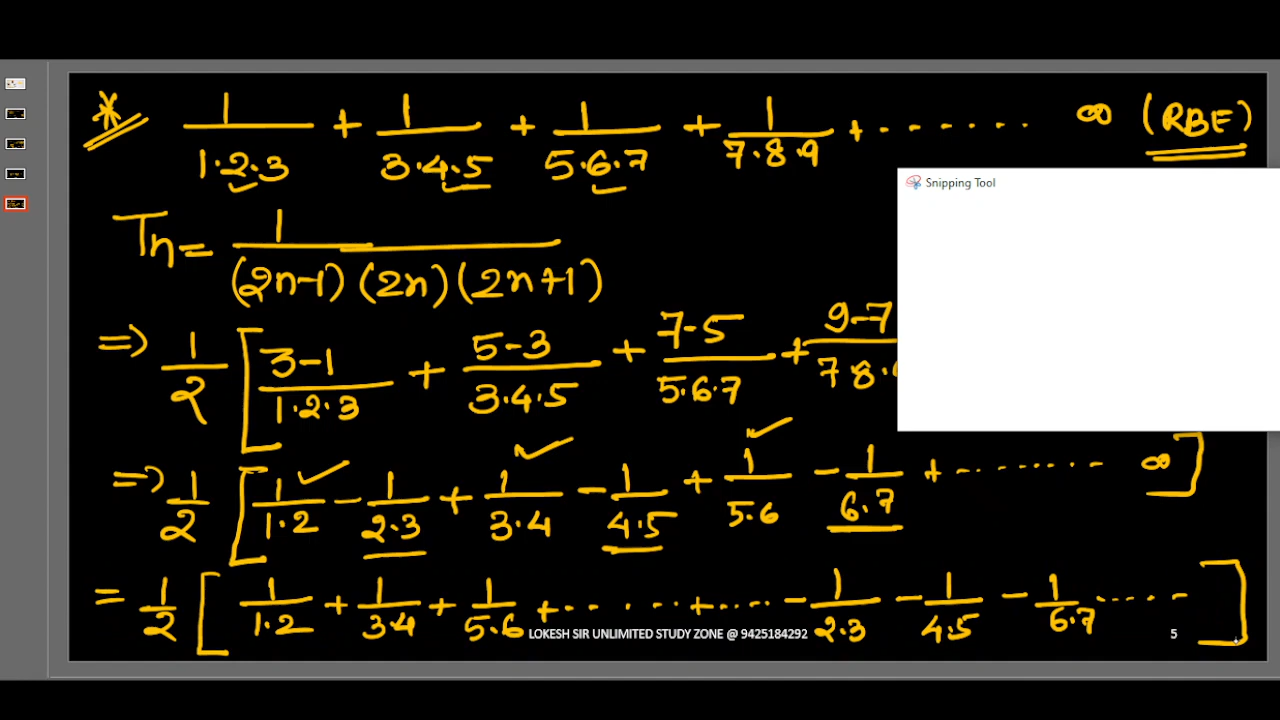 * 1/(1·2·3) + 1/(3·4·5) + 1/(5·6·7) + 1/(7·8·9) + ....... ∞ (RBE)
Snipping Tool
Tn = 1/((2n-1)(2n)(2n+1))
=> 1/2 [ (3-1)/(1·2·3) + (5-3)/(3·4·5) + (7-5)/(5·6·7) + (9-7)/(7·8·
=> 1/2 [ 1/(1·2) - 1/(2·3) + 1/(3·4) - 1/(4·5) + 1/(5·6) - 1/(6·7) + ........ ∞ ]
= 1/2 [ 1/(1·2) + 1/(3·4) + 1/(5·6) + ...... + .... - 1/(2·3) - 1/(4·5) - 1/(6·7) ..... ]
LOKESH SIR UNLIMITED STUDY ZONE @ 9425184292
5